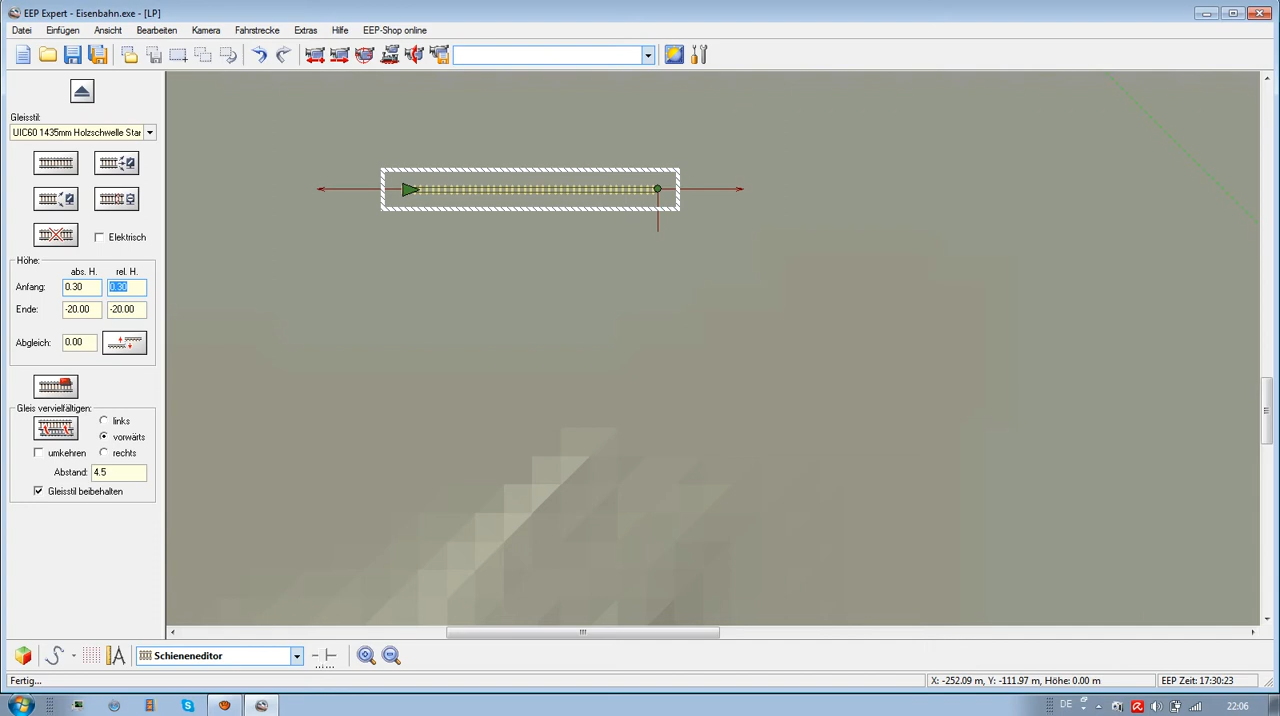 EEP Expert - Eisenbahn.exe - [LP]
Datei Einfügen Ansicht Bearbeiten Kamera Fahrstrecke Extras Hilfe EEP-Shop online
Gleisstil:
UIC60 1435mm Holzschwelle Star
Elektrisch
Höhe:
abs. H. rel. H.
Anfang: 0.30 0.30
Ende: -20.00 -20.00
Abgleich: 0.00
Gleis vervielfältigen:
links
vorwärts
umkehren rechts
Abstand: 4.5
Gleisstil beibehalten
Schieneneditor
Fertig... X: -252.09 m, Y: -111.97 m, Höhe: 0.00 m EEP Zeit: 17:30:23
DE 22:06